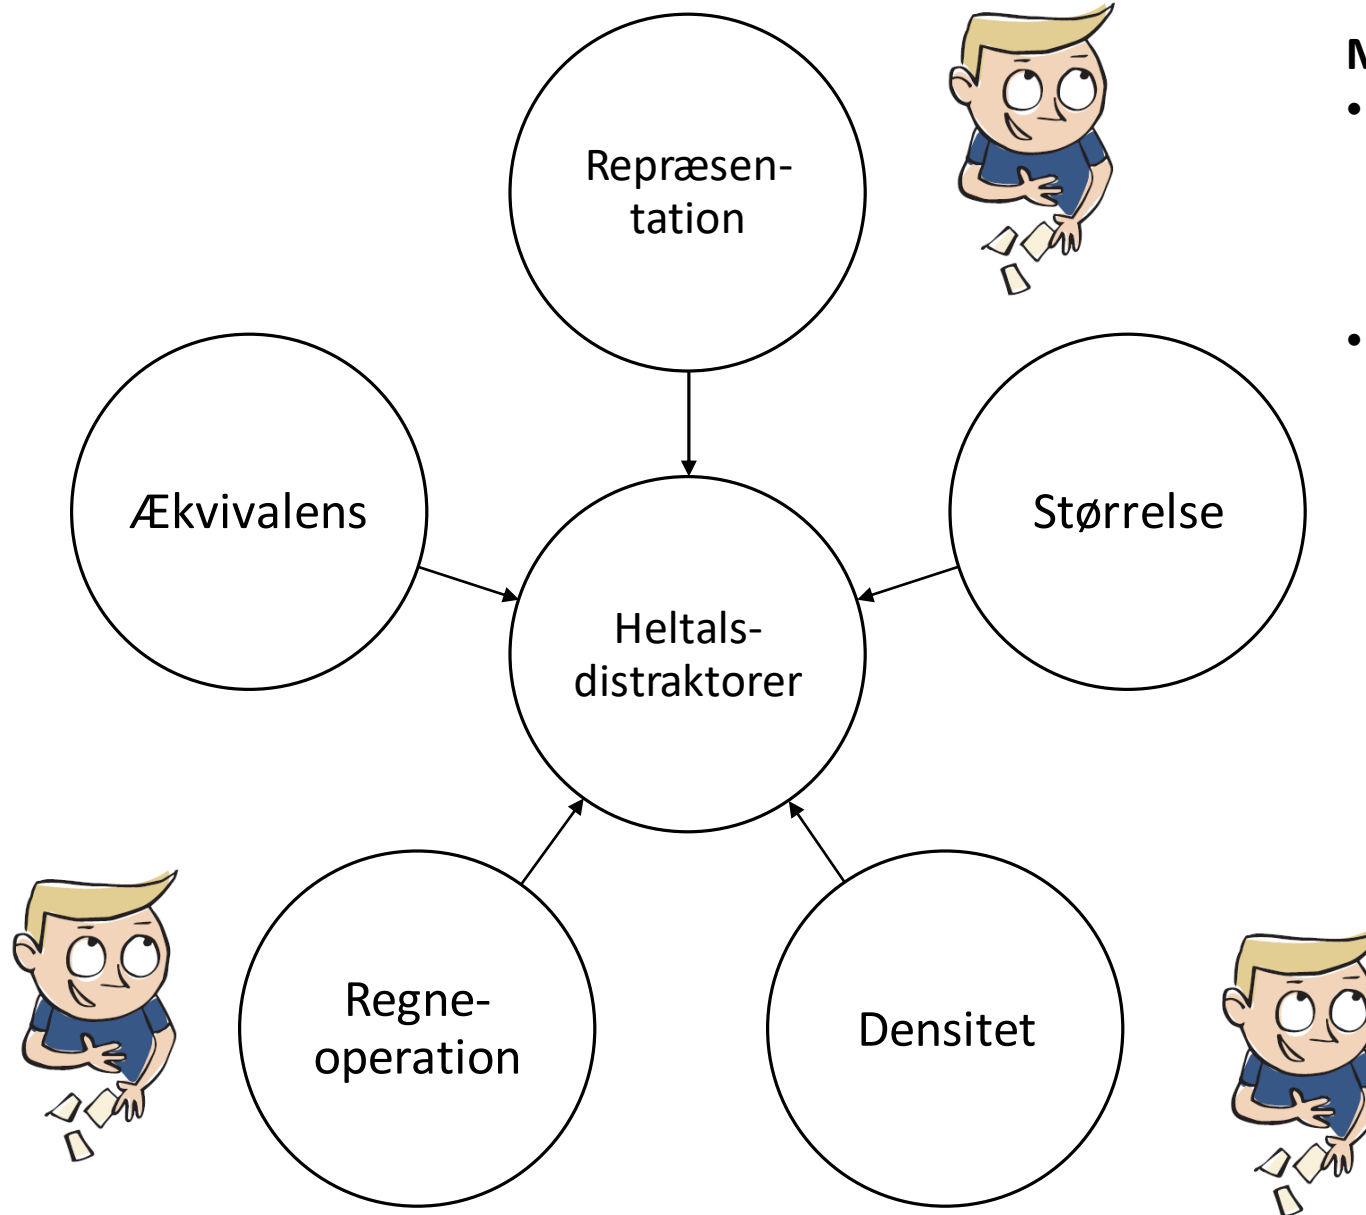 Repræsen-
tation
Ækvivalens
Størrelse
Heltals-
distraktorer
Regne-
operation
Densitet